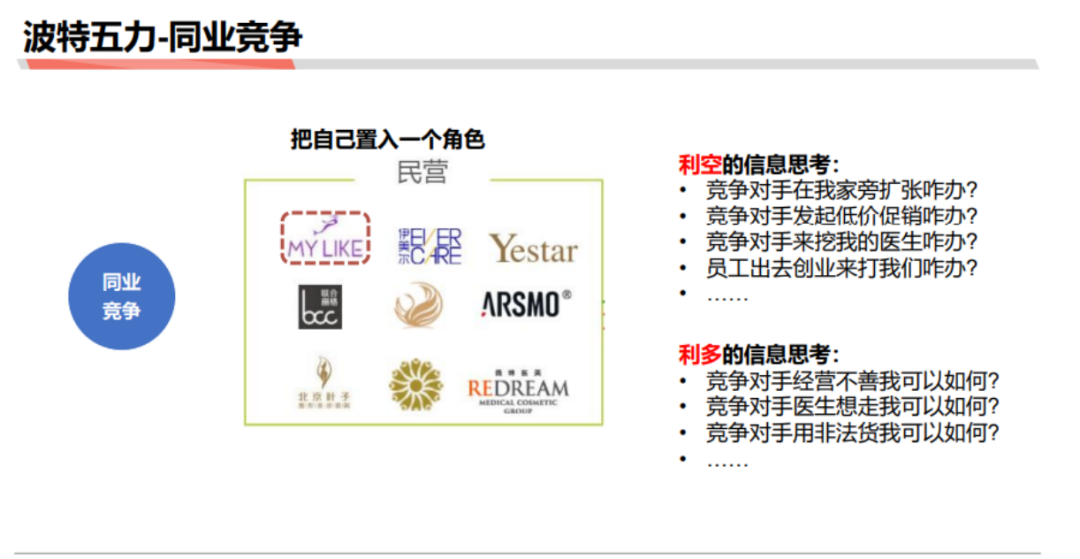 波特五力-同业竞争
把自己置入一个角色
民营
同业
竞争
MY LIKE
伊美尔
EVER
CARE
Yestar
联合丽格
bcc
ARSMO®
北京叶子
REDREAM
MEDICAL COSMETIC
GROUP
利空的信息思考：
• 竞争对手在我家旁扩张咋办?
• 竞争对手发起低价促销咋办?
• 竞争对手来挖我的医生咋办?
• 员工出去创业来打我们咋办?
• ……
利多的信息思考：
• 竞争对手经营不善我可以如何?
• 竞争对手医生想走我可以如何?
• 竞争对手用非法货我可以如何?
• ……